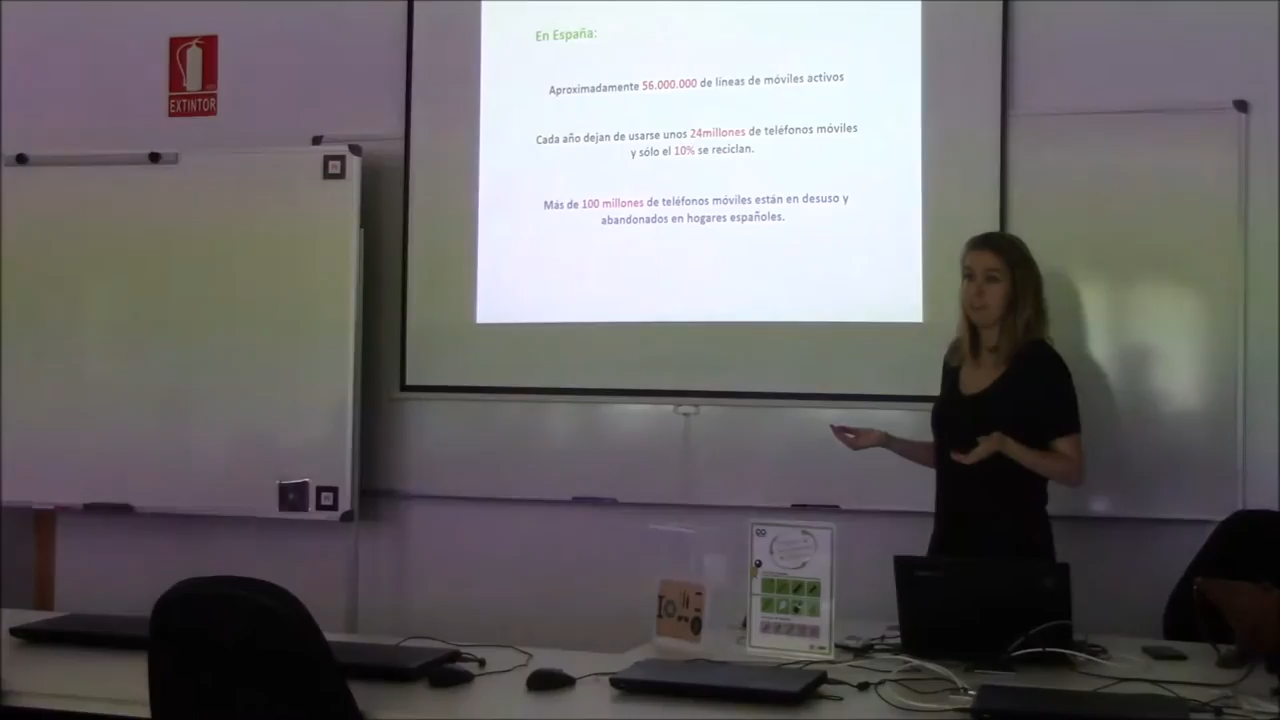 En España:
Aproximadamente 56.000.000 de líneas de móviles activos
Cada año dejan de usarse unos 24millones de teléfonos móviles
y sólo el 10% se reciclan.
Más de 100 millones de teléfonos móviles están en desuso y
abandonados en hogares españoles.
EXTINTOR